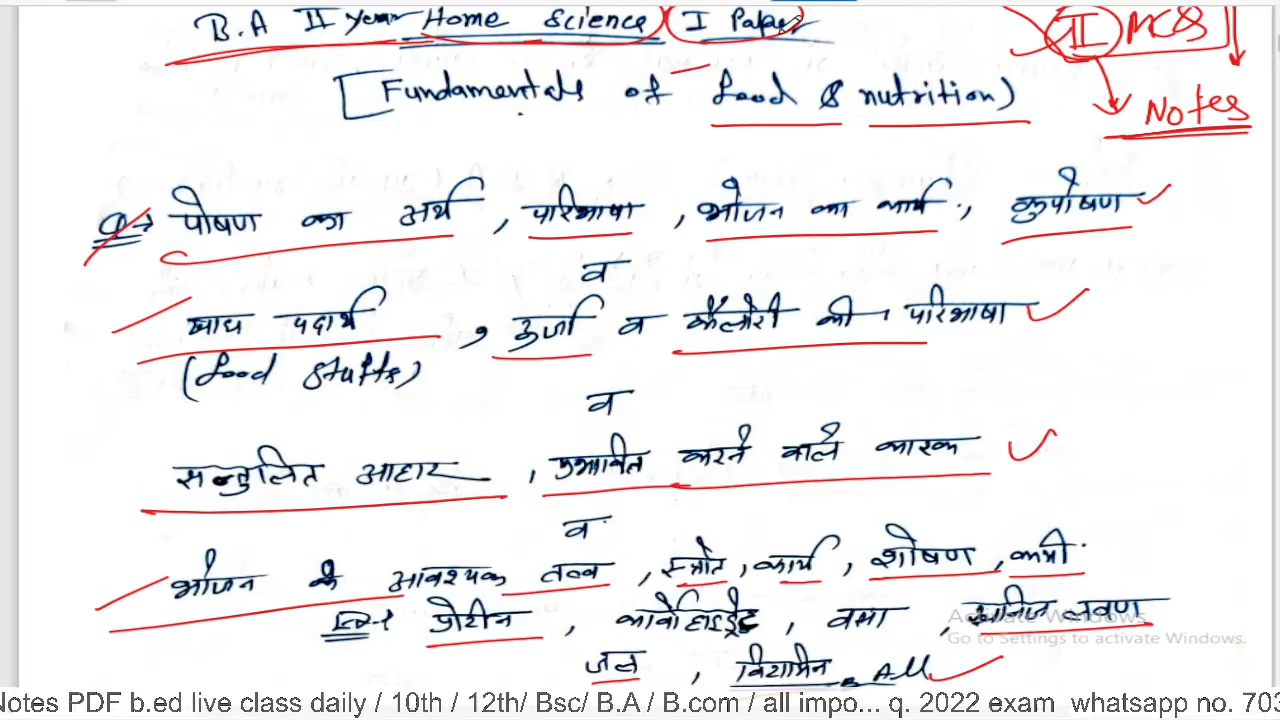 B.A II year Home Science (I Paper)
II MCQ
[Fundamentals of food & nutrition)
Notes
Q→ पोषण का अर्थ, परिभाषा, भोजन का कार्य, कुपोषण
व
खाद्य पदार्थ, ऊर्जा व कैलोरी की परिभाषा
(food stuffs)
व
सन्तुलित आहार, प्रभावित करने वाले कारक
व
भोजन के आवश्यक तत्व, स्त्रोत, कार्य, शोषण, कमी
प्रोटीन, कार्बोहाइड्रेट, वसा, खनिज लवण
जल, विटामिन All
Activate Windows
Go to Settings to activate Windows.
Notes PDF b.ed live class daily / 10th / 12th/ Bsc/ B.A / B.com / all impo... q. 2022 exam whatsapp no. 703